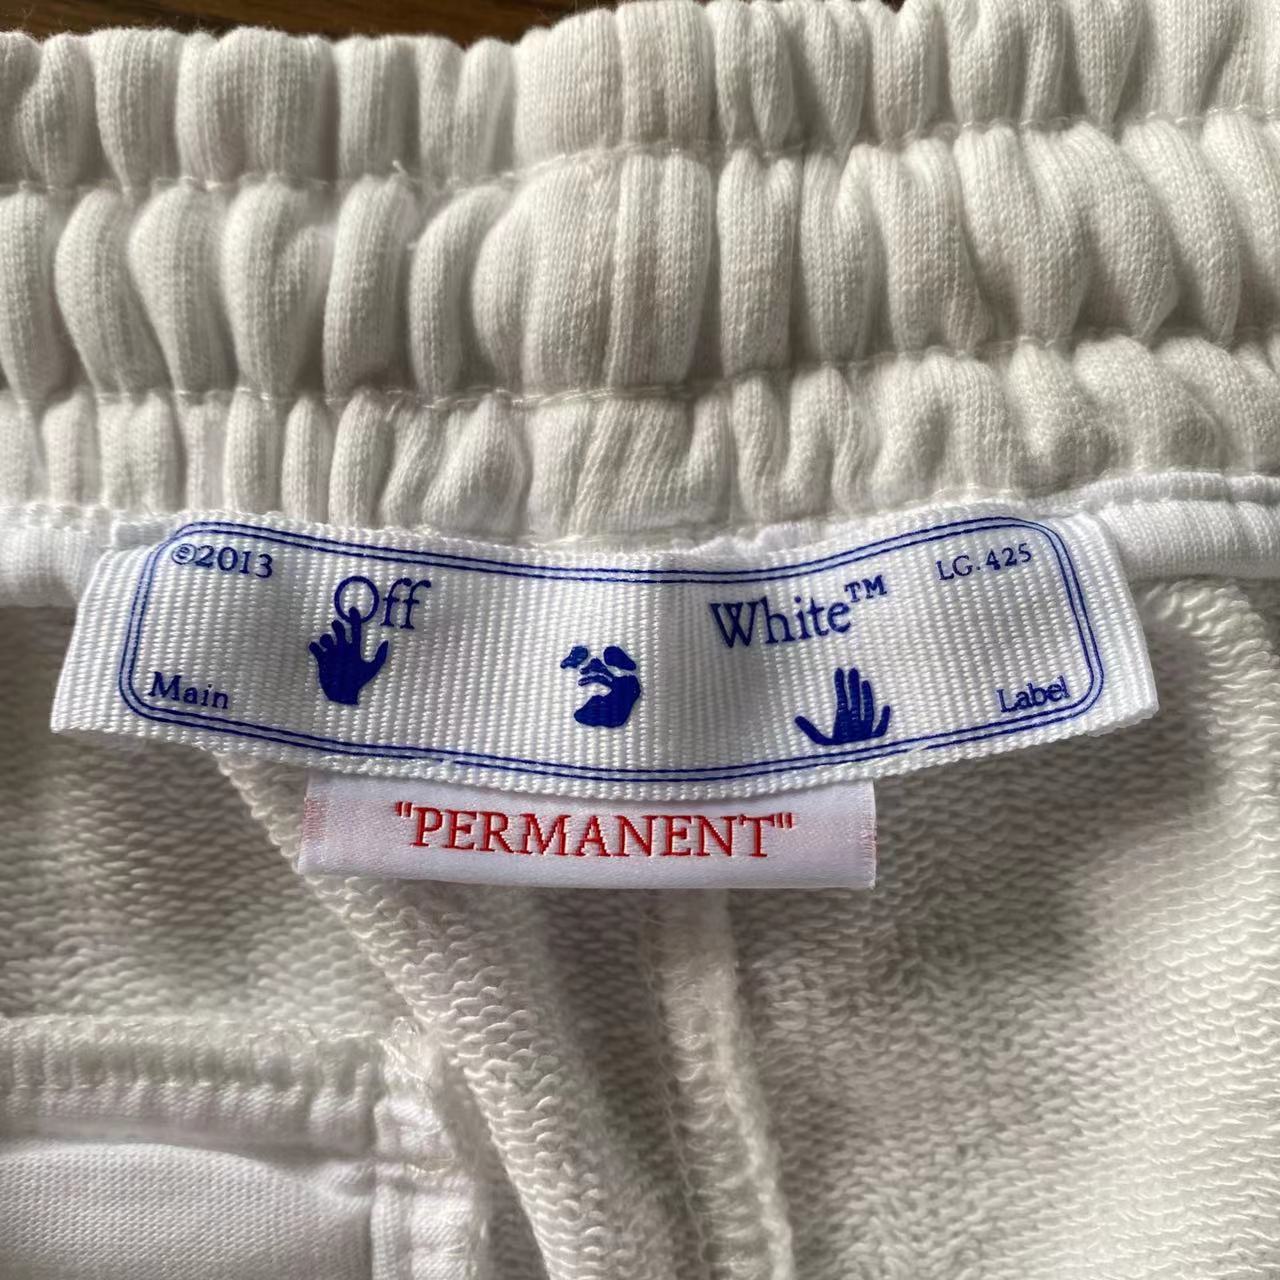 ©2013
Off White™
LG.425
Main
Label
"PERMANENT"